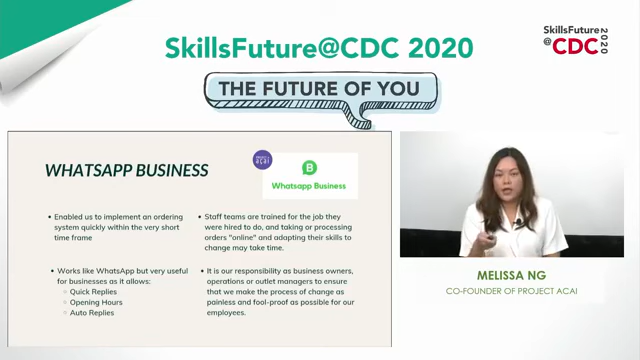 SkillsFuture@CDC 2020
THE FUTURE OF YOU
SkillsFuture
@CDC
2020
WHATSAPP BUSINESS
Whatsapp Business
Enabled us to implement an ordering
system quickly within the very short
time frame
Works like WhatsApp but very useful
for businesses as it allows:
Quick Replies
Opening Hours
Auto Replies
Staff teams are trained for the job they
were hired to do, and taking or processing
orders "online" and adapting their skills to
change may take time.
It is our responsibility as business owners,
operations or outlet managers to ensure
that we make the process of change as
painless and fool-proof as possible for our
employees.
MELISSA NG
CO-FOUNDER OF PROJECT ACAI